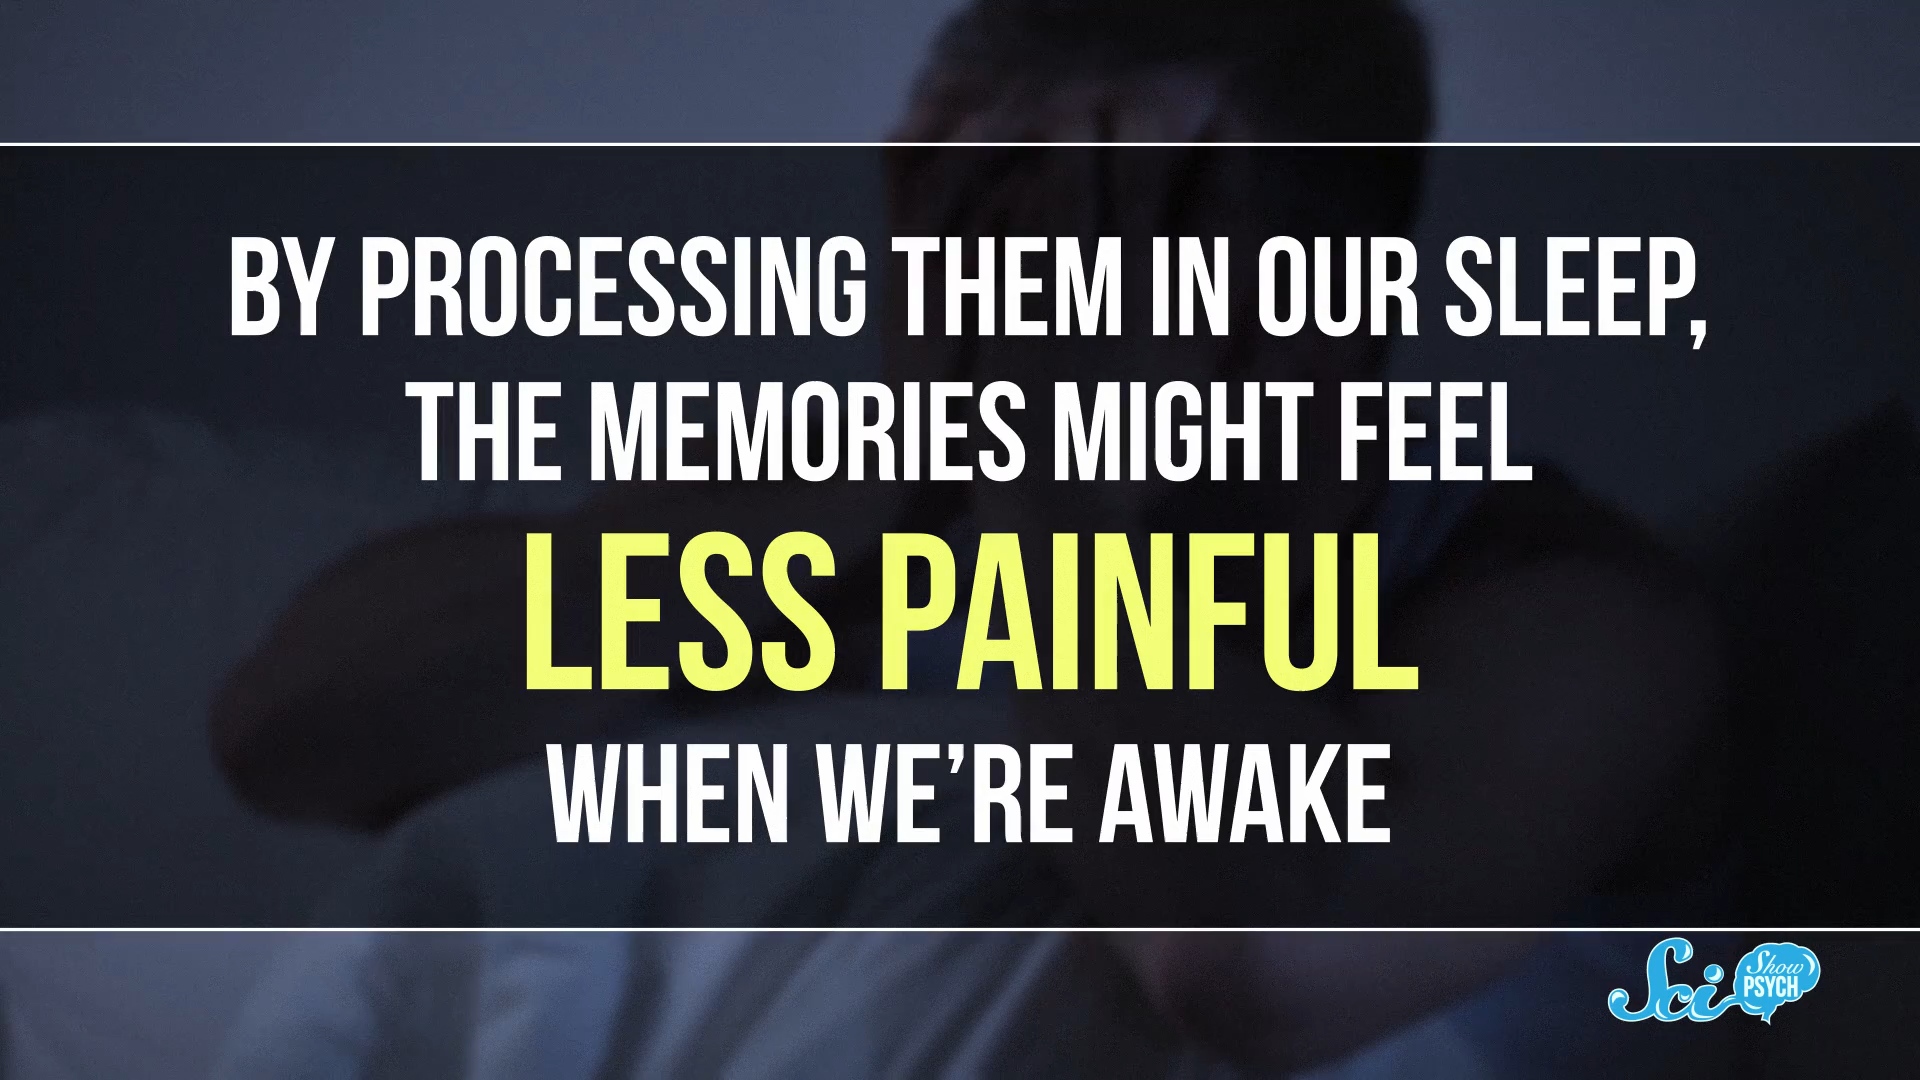 BY PROCESSING THEM IN OUR SLEEP,
THE MEMORIES MIGHT FEEL
LESS PAINFUL
WHEN WE’RE AWAKE
Sci Show
PSYCH